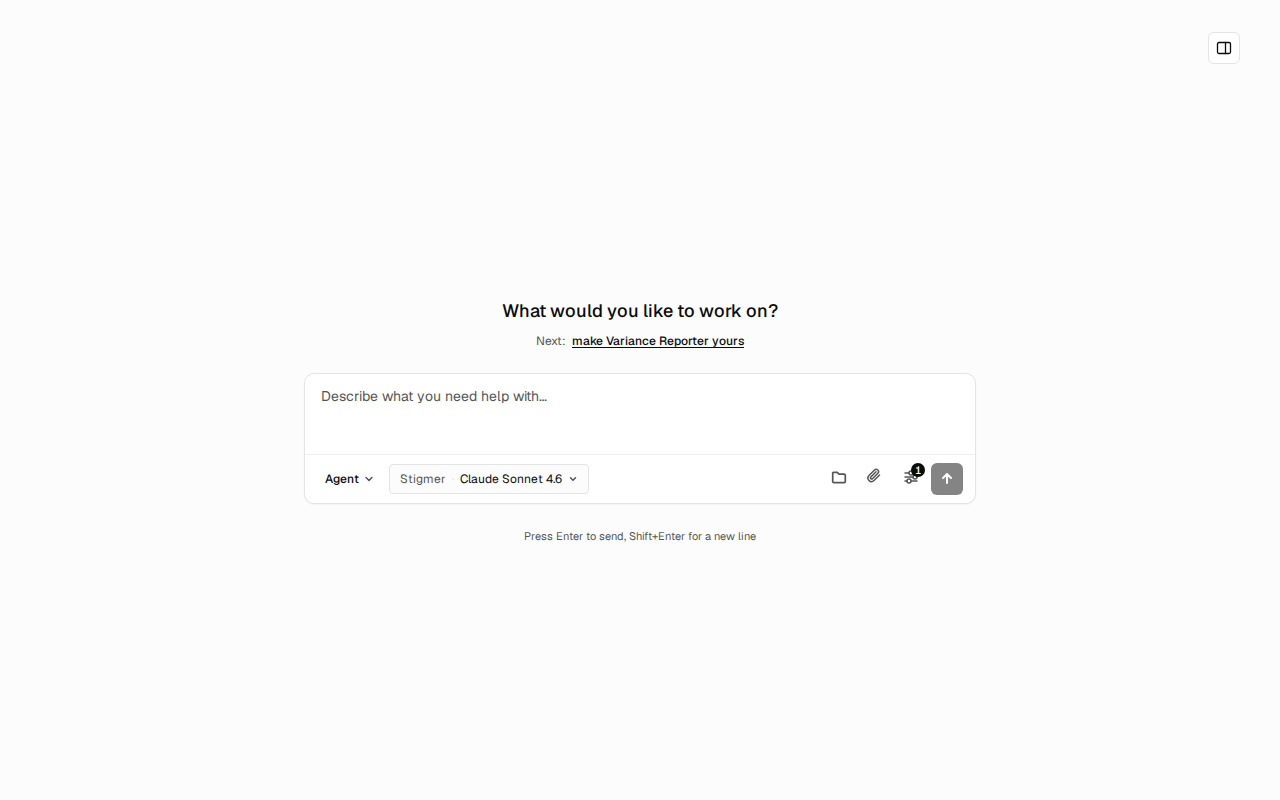 What would you like to work on?
Next: make Variance Reporter yours
Describe what you need help with...
Agent
Stigmer · Claude Sonnet 4.6
1
Press Enter to send, Shift+Enter for a new line